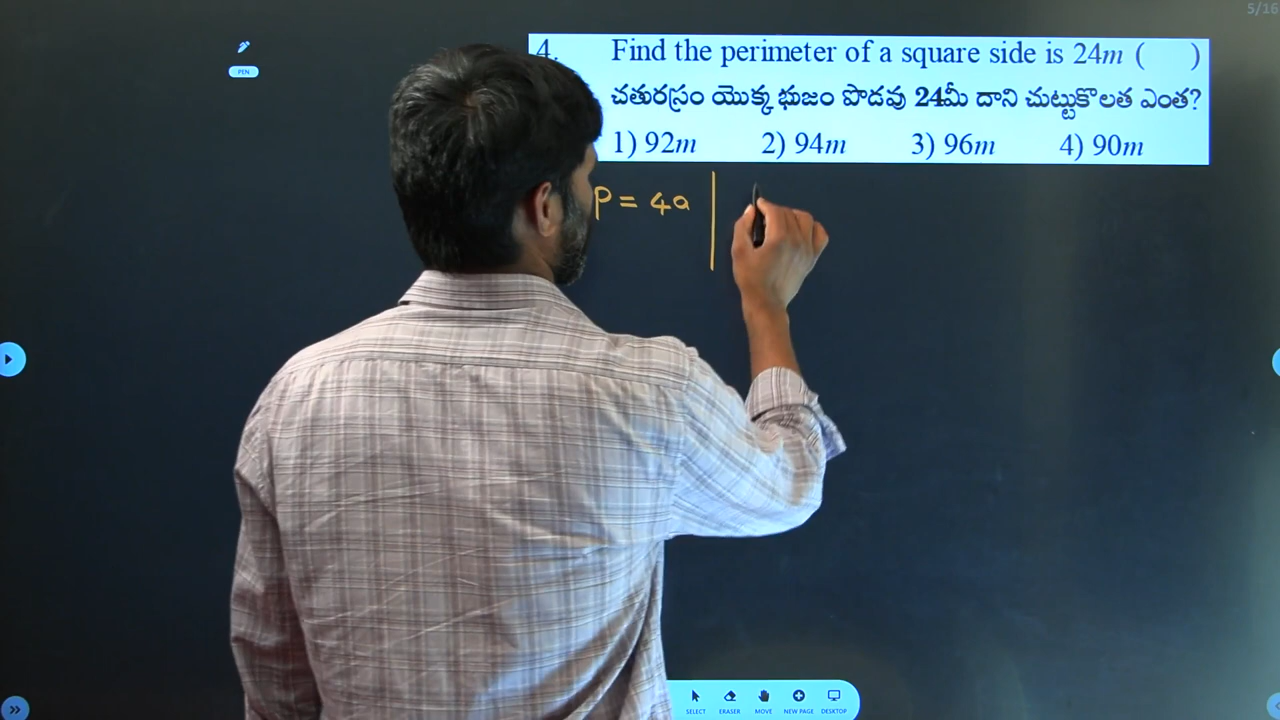 5/16
4. Find the perimeter of a square side is 24m ( )
చతురస్రం యొక్క భుజం పొడవు 24మీ దాని చుట్టుకొలత ఎంత?
1) 92m 2) 94m 3) 96m 4) 90m
PEN
P = 4a
SELECT ERASER MOVE NEW PAGE DESKTOP